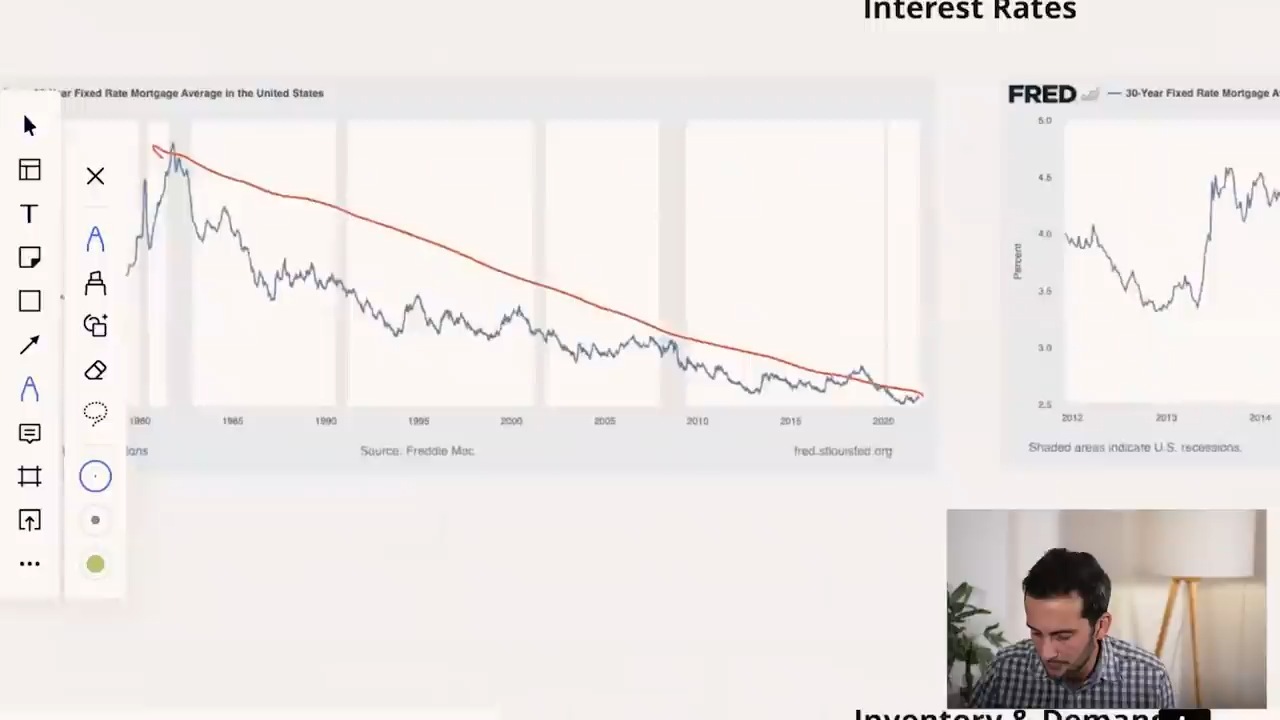 Interest Rates
Year Fixed Rate Mortgage Average in the United States
1980 1985 1990 1995 2000 2005 2010 2015 2020
Source: Freddie Mac
fred.stlouisfed.org
FRED
30-Year Fixed Rate Mortgage
5.0
4.5
4.0
3.5
3.0
2.5
Percent
2012 2013 2014
Shaded areas indicate U.S. recessions.
T
Inventory & Demand